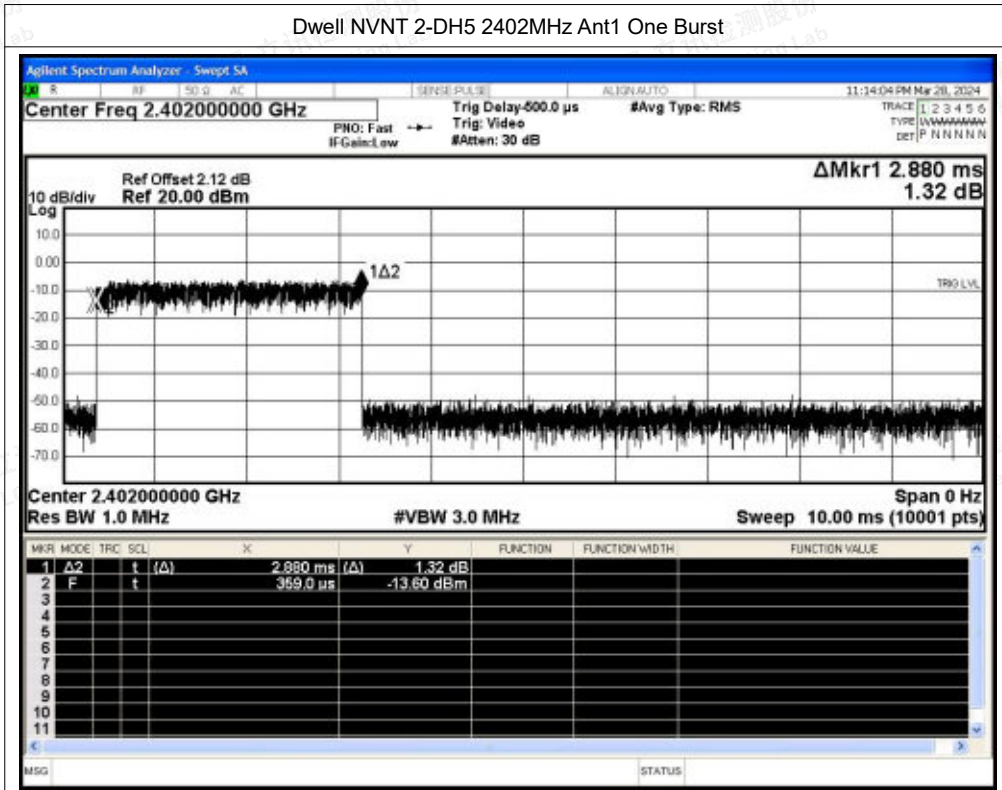 Dwell NVNT 2-DH5 2402MHz Ant1 One Burst
Agilent Spectrum Analyzer - Swept SA
R RF 50 Ω AC SENSE:PULSE ALIGNAUTO 11:14:04 PM Mar 28, 2024
Center Freq 2.402000000 GHz Trig Delay-500.0 µs #Avg Type: RMS TRACE 1 2 3 4 5 6
PNO: Fast Trig: Video TYPE
IFGain:Low #Atten: 30 dB DET P N N N N N
ΔMkr1 2.880 ms
1.32 dB
Ref Offset 2.12 dB
10 dB/div Ref 20.00 dBm
Log
10.0
0.00
1Δ2
-10.0
TRIG LVL
-20.0
-30.0
-40.0
-50.0
-60.0
-70.0
Center 2.402000000 GHz Span 0 Hz
Res BW 1.0 MHz #VBW 3.0 MHz Sweep 10.00 ms (10001 pts)
MKR MODE TRC SCL X Y FUNCTION FUNCTION WIDTH FUNCTION VALUE
1 Δ2 t (Δ) 2.880 ms (Δ) 1.32 dB
2 F t 359.0 µs -13.60 dBm
3
4
5
6
7
8
9
10
11
MSG STATUS